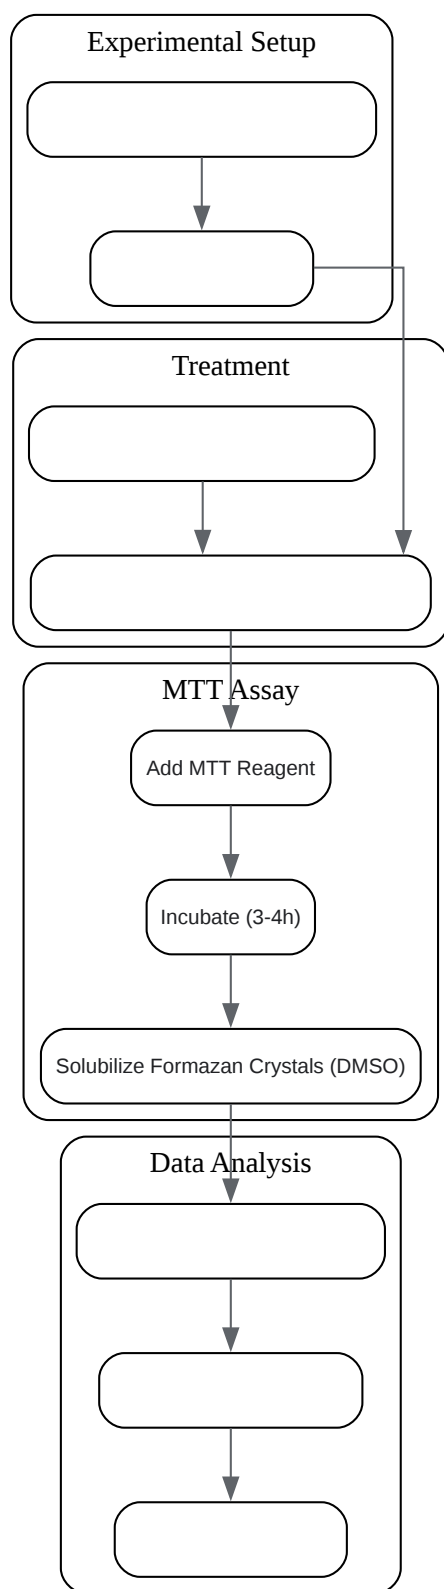 Experimental Setup
Treatment
MTT Assay
Add MTT Reagent
Incubate (3-4h)
Solubilize Formazan Crystals (DMSO)
Data Analysis